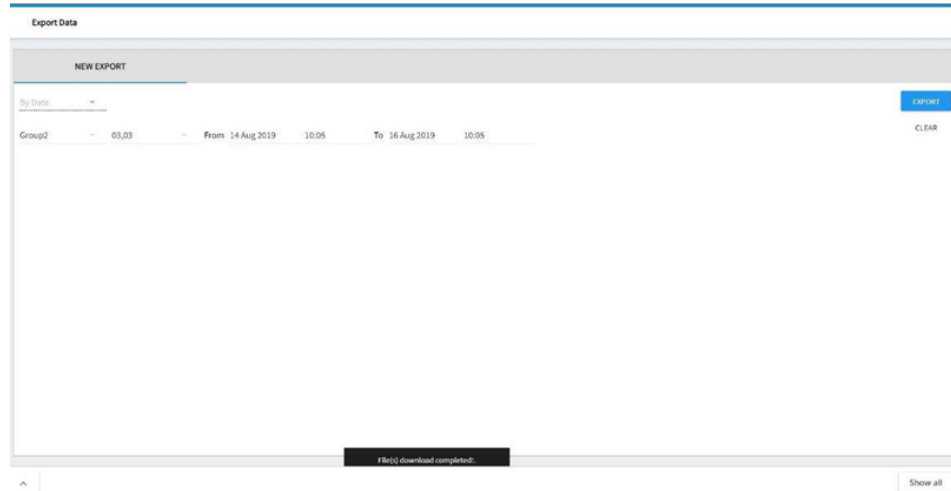 Export Data
NEW EXPORT
By Date
EXPORT
Group2 03,03 From 14 Aug 2019 10:05 To 16 Aug 2019 10:05
CLEAR
File(s) download completed!.
Show all